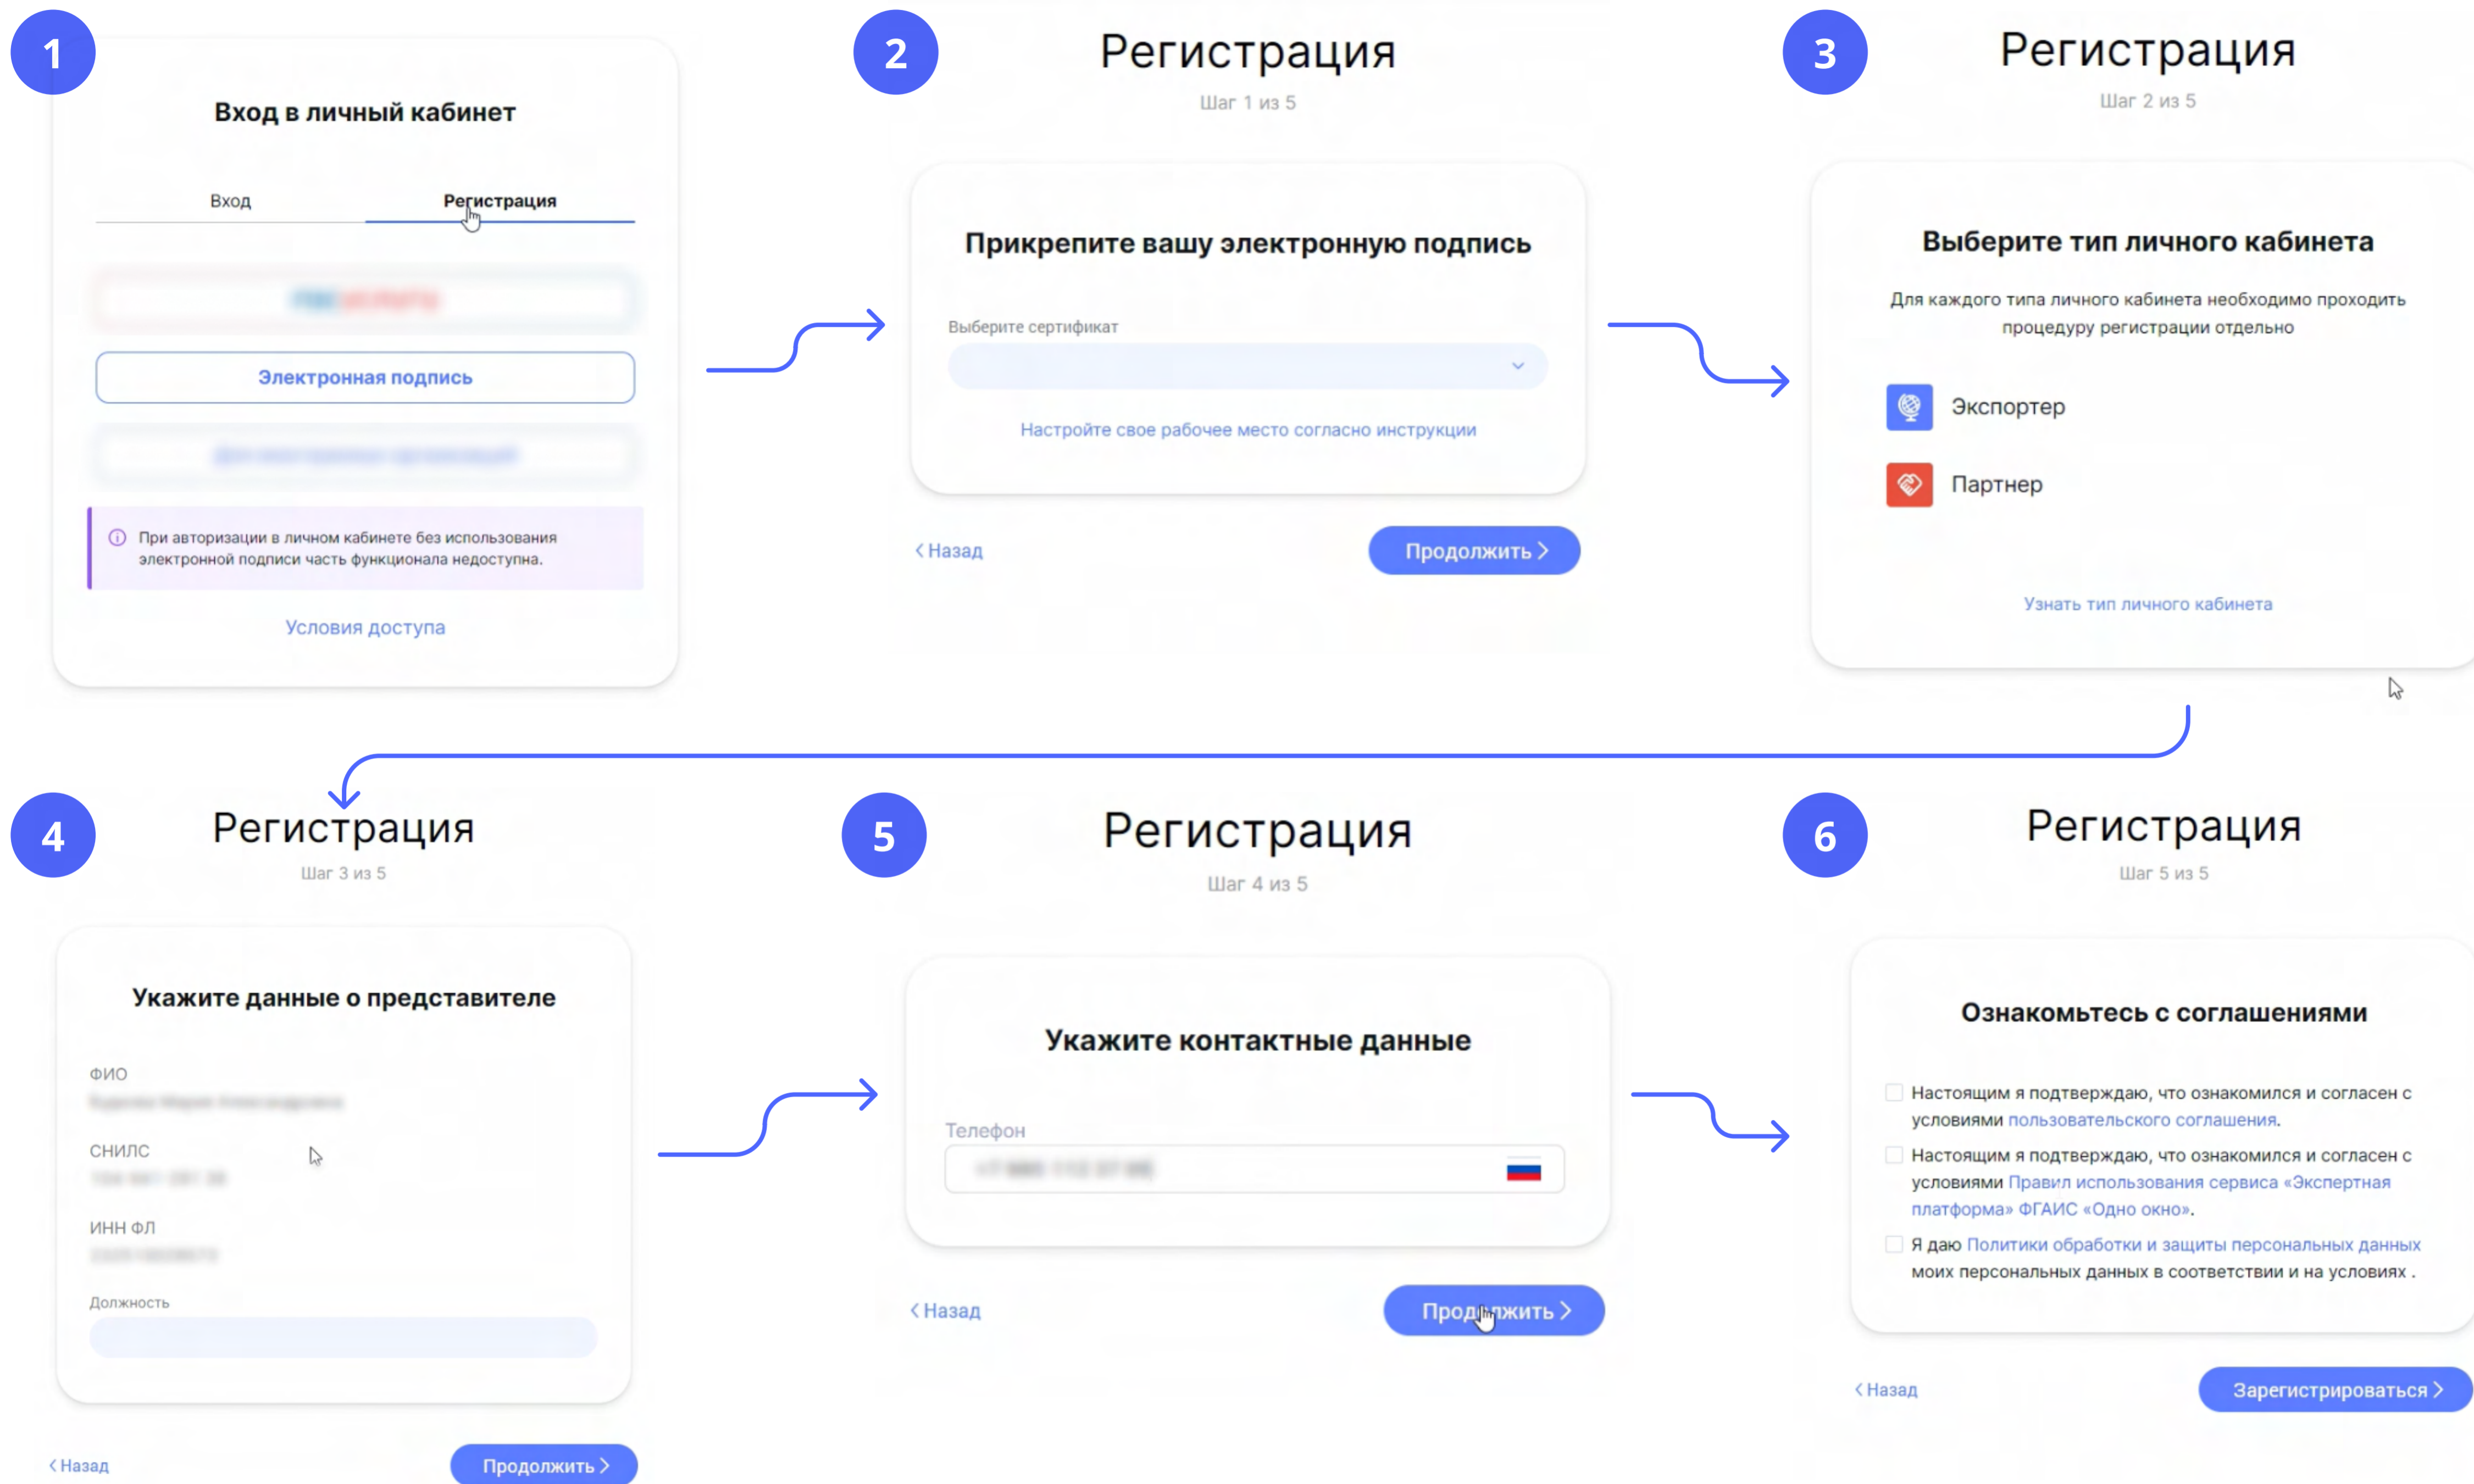 1
Вход в личный кабинет
Вход
Регистрация
Электронная подпись
При авторизации в личном кабинете без использования
электронной подписи часть функционала недоступна.
Условия доступа
2
Регистрация
Шаг 1 из 5
Прикрепите вашу электронную подпись
Выберите сертификат
Настройте свое рабочее место согласно инструкции
Назад
Продолжить
3
Регистрация
Шаг 2 из 5
Выберите тип личного кабинета
Для каждого типа личного кабинета необходимо проходить
процедуру регистрации отдельно
Экспортер
Партнер
Узнать тип личного кабинета
4
Регистрация
Шаг 3 из 5
Укажите данные о представителе
ФИО
СНИЛС
ИНН ФЛ
Должность
Назад
Продолжить
5
Регистрация
Шаг 4 из 5
Укажите контактные данные
Телефон
Назад
Продолжить
6
Регистрация
Шаг 5 из 5
Ознакомьтесь с соглашениями
Настоящим я подтверждаю, что ознакомился и согласен с
условиями пользовательского соглашения.
Настоящим я подтверждаю, что ознакомился и согласен с
условиями Правил использования сервиса «Экспертная
платформа» ФГАИС «Одно окно».
Я даю Политики обработки и защиты персональных данных
моих персональных данных в соответствии и на условиях .
Назад
Зарегистрироваться